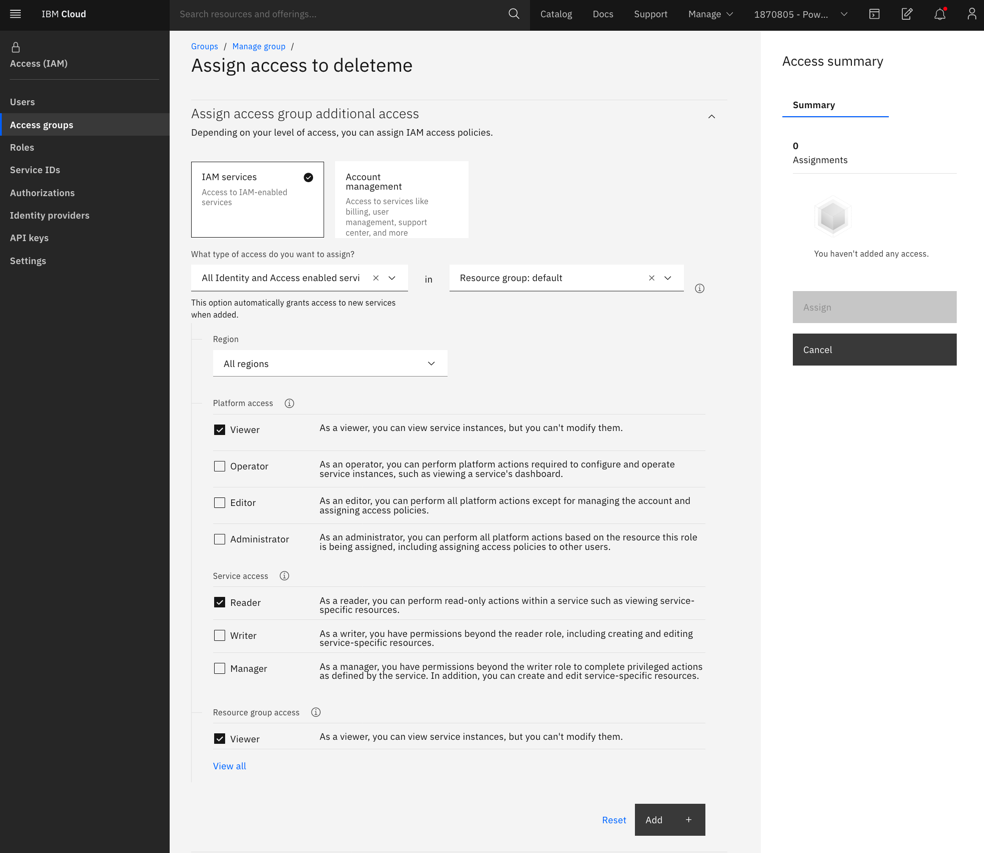 IBM Cloud
Search resources and offerings...
Catalog
Docs
Support
Manage
1870805 - Pow...
Access (IAM)
Users
Access groups
Roles
Service IDs
Authorizations
Identity providers
API keys
Settings
Groups / Manage group /
Assign access to deleteme
Assign access group additional access
Depending on your level of access, you can assign IAM access policies.
IAM services
Access to IAM-enabled
services
Account
management
Access to services like
billing, user
management, support
center, and more
What type of access do you want to assign?
All Identity and Access enabled servi
in
Resource group: default
This option automatically grants access to new services
when added.
Region
All regions
Platform access
Viewer
As a viewer, you can view service instances, but you can't modify them.
Operator
As an operator, you can perform platform actions required to configure and operate
service instances, such as viewing a service's dashboard.
Editor
As an editor, you can perform all platform actions except for managing the account and
assigning access policies.
Administrator
As an administrator, you can perform all platform actions based on the resource this role
is being assigned, including assigning access policies to other users.
Service access
Reader
As a reader, you can perform read-only actions within a service such as viewing service-
specific resources.
Writer
As a writer, you have permissions beyond the reader role, including creating and editing
service-specific resources.
Manager
As a manager, you have permissions beyond the writer role to complete privileged actions
as defined by the service. In addition, you can create and edit service-specific resources.
Resource group access
Viewer
As a viewer, you can view service instances, but you can't modify them.
View all
Reset
Add +
Access summary
Summary
0
Assignments
You haven't added any access.
Assign
Cancel